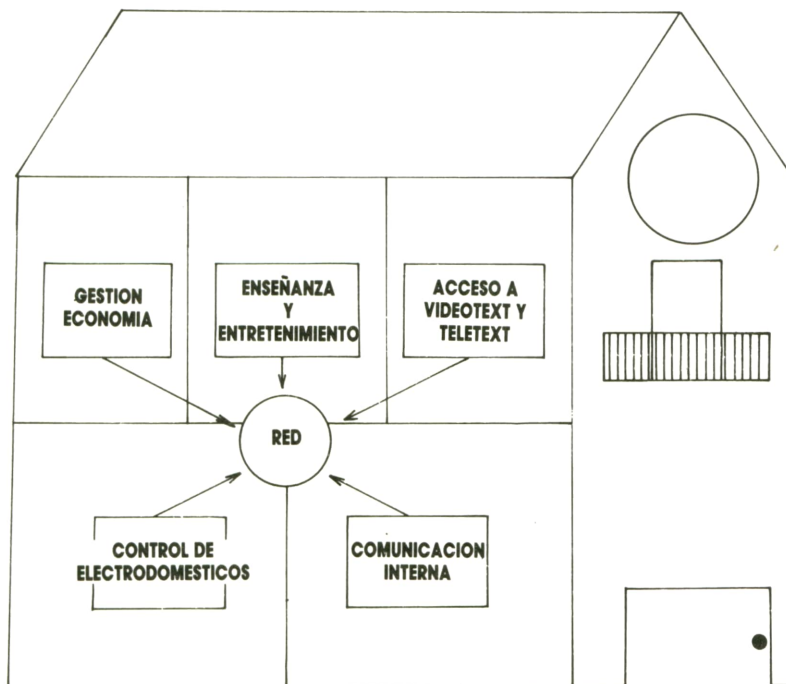 GESTION
ECONOMIA
ENSEÑANZA
Y
ENTRETENIMIENTO
ACCESO A
VIDEOTEXT Y
TELETEXT
RED
CONTROL DE
ELECTRODOMESTICOS
COMUNICACION
INTERNA